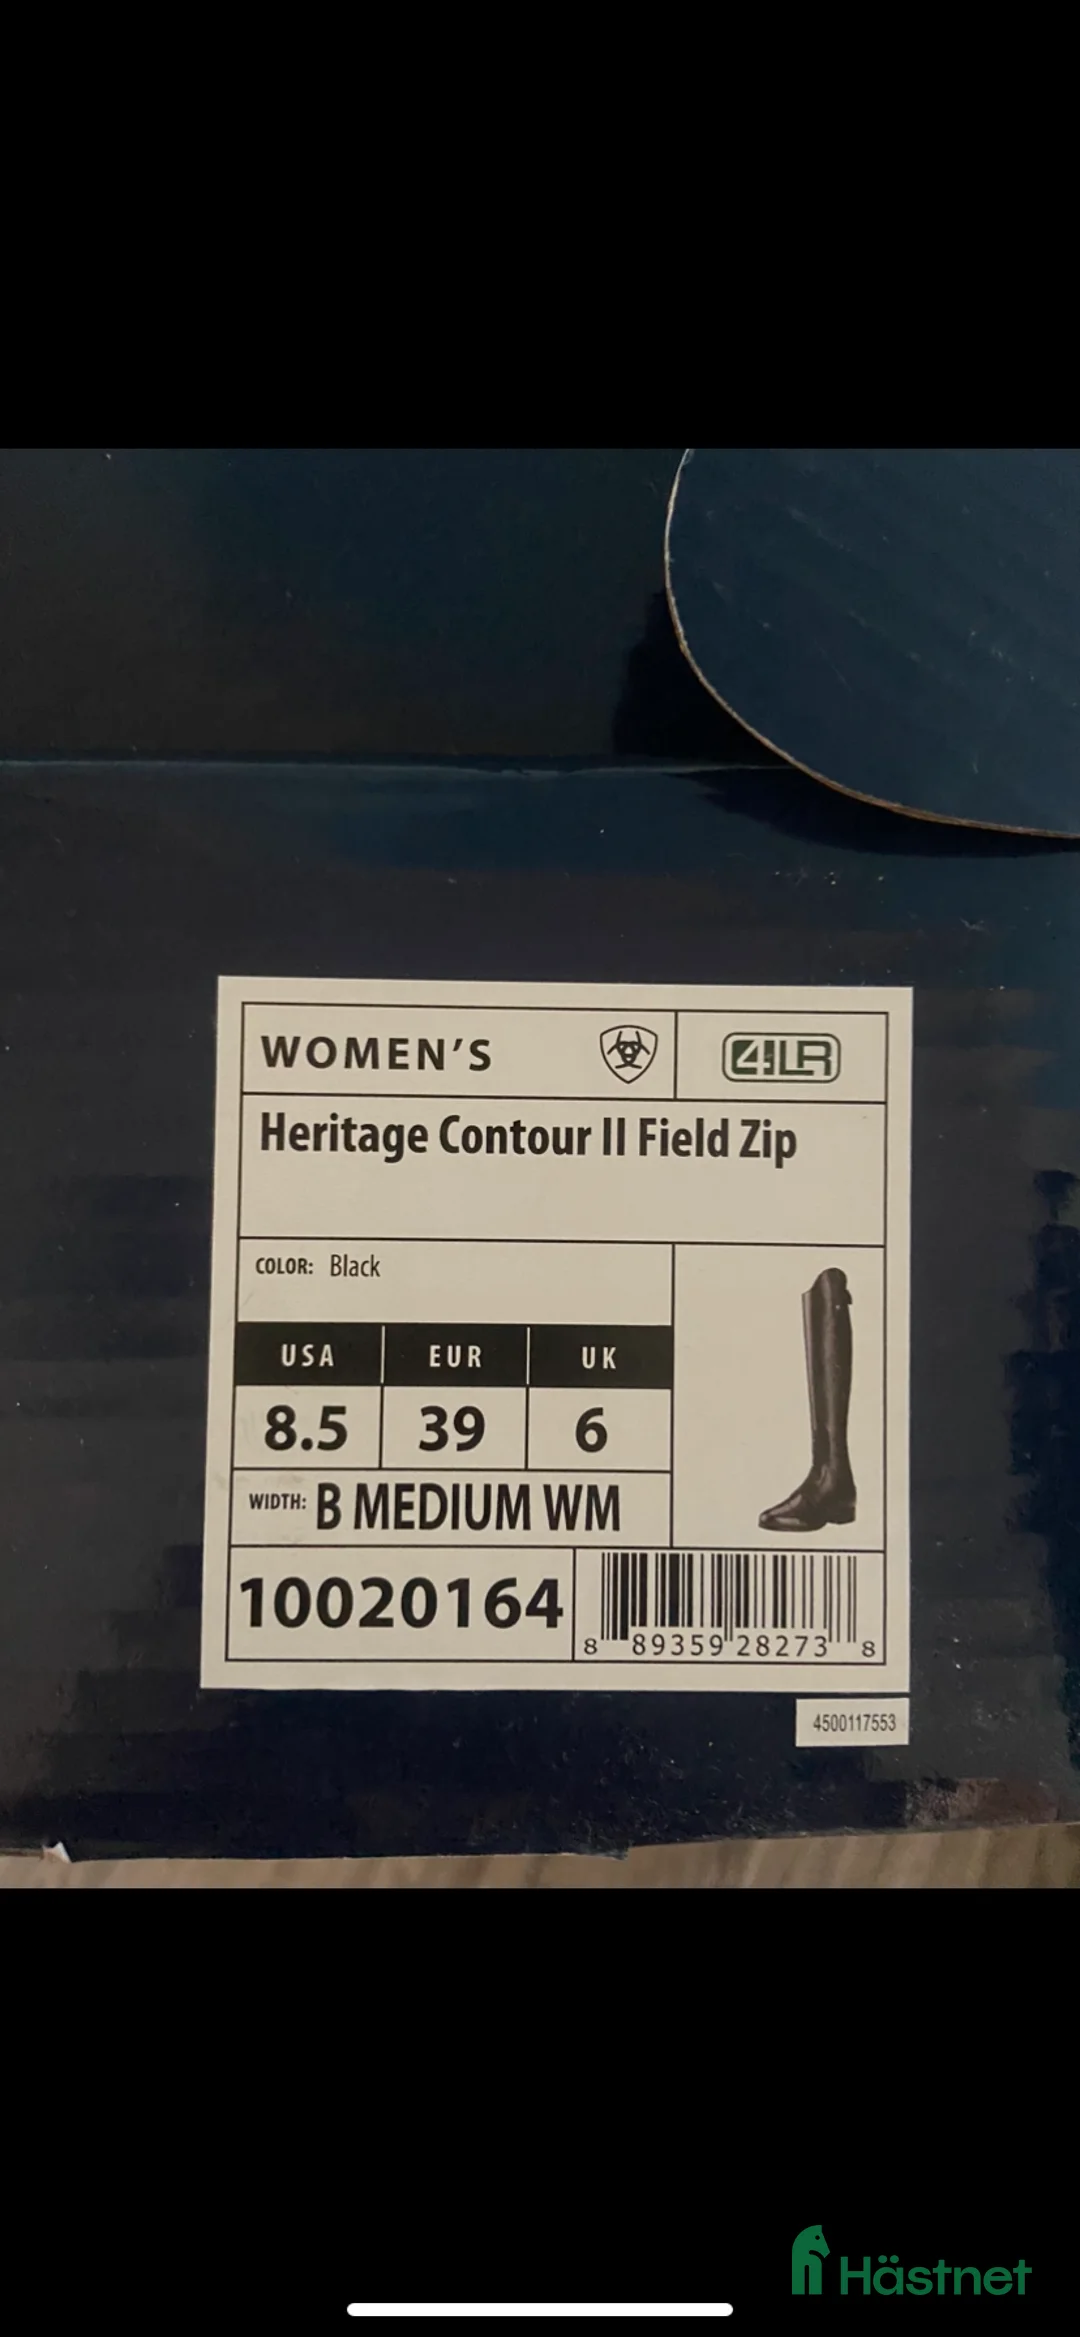 WOMEN'S
4LR
Heritage Contour II Field Zip
COLOR: Black
USA EUR UK
8.5 39 6
WIDTH: B MEDIUM WM
10020164
8 89359 28273 8
4500117553
Hästnet